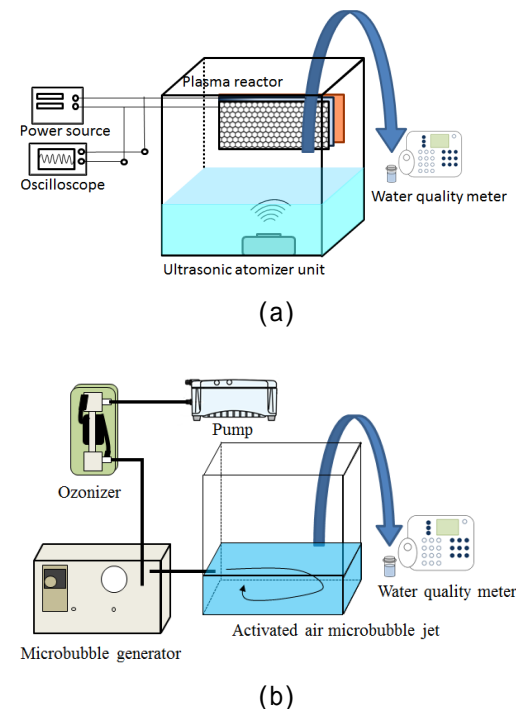 Plasma reactor
Power source
Oscilloscope
Water quality meter
Ultrasonic atomizer unit
(a)
Pump
Ozonizer
Water quality meter
Activated air microbubble jet
Microbubble generator
(b)